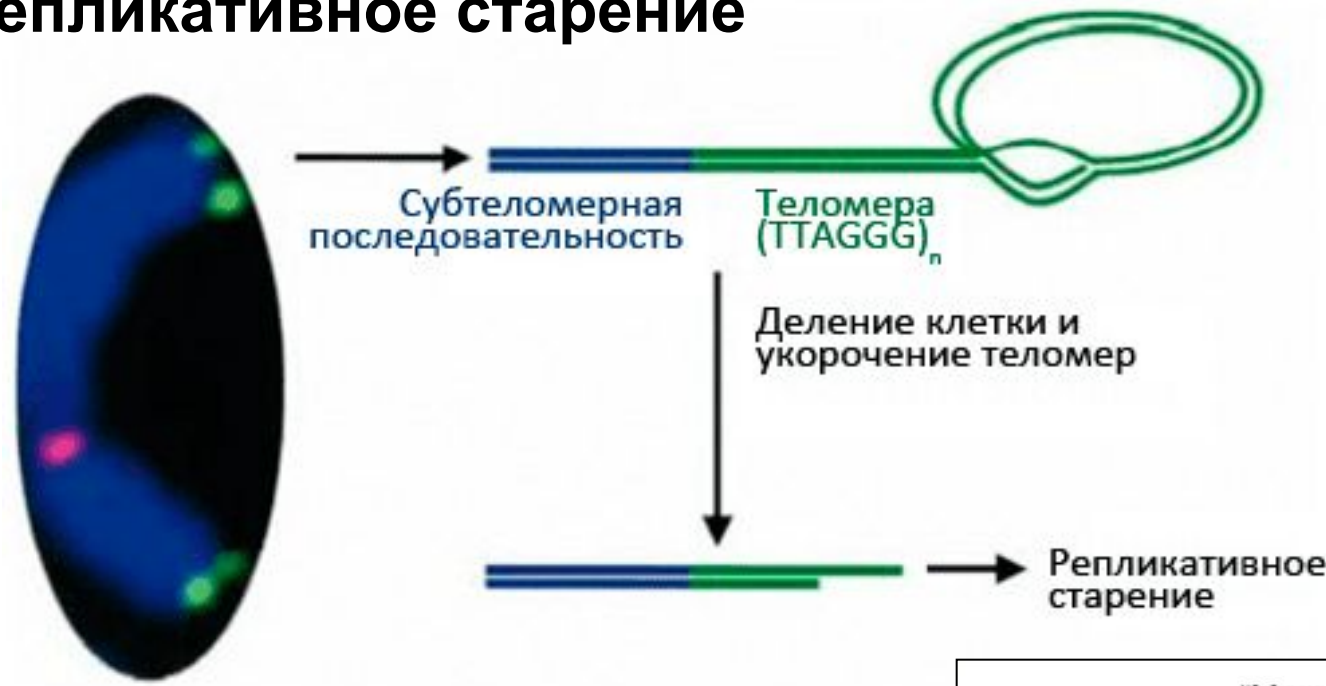 епликативное старение
Субтеломерная
последовательность
Теломера
(TTAGGG)n
Деление клетки и
укорочение теломер
Репликативное
старение